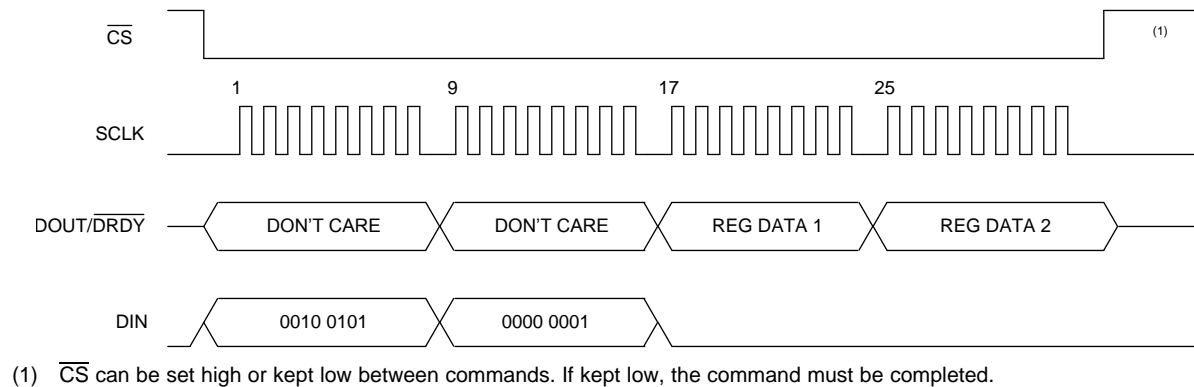 CS (1)
1 9 17 25
SCLK
DOUT/DRDY DON'T CARE DON'T CARE REG DATA 1 REG DATA 2
DIN 0010 0101 0000 0001
(1) CS can be set high or kept low between commands. If kept low, the command must be completed.